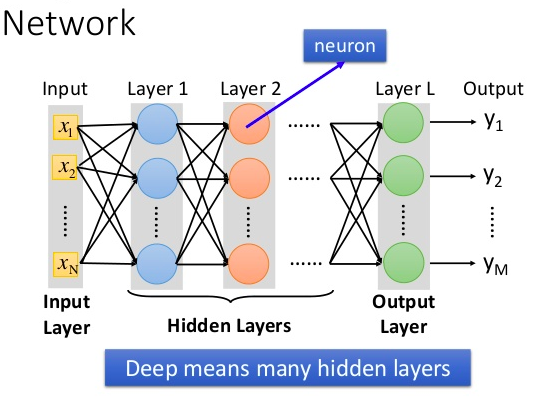 Network
neuron
Input Layer 1 Layer 2 Layer L Output
x1 ...... y1
x2 ...... y2
...... ...... ...... ...... ......
xN ...... yM
Input
Layer
Hidden Layers
Output
Layer
Deep means many hidden layers